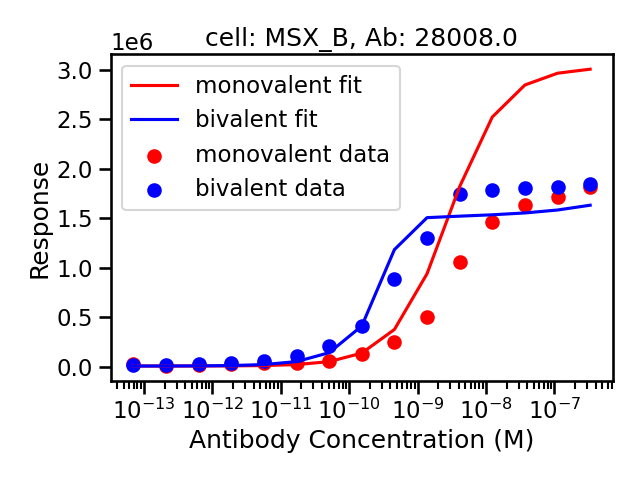 cell: MSX_B, Ab: 28008.0
1e6
monovalent fit
bivalent fit
monovalent data
bivalent data
3.0
2.5
2.0
1.5
1.0
0.5
0.0
Response
10⁻¹³ 10⁻¹² 10⁻¹¹ 10⁻¹⁰ 10⁻⁹ 10⁻⁸ 10⁻⁷
Antibody Concentration (M)